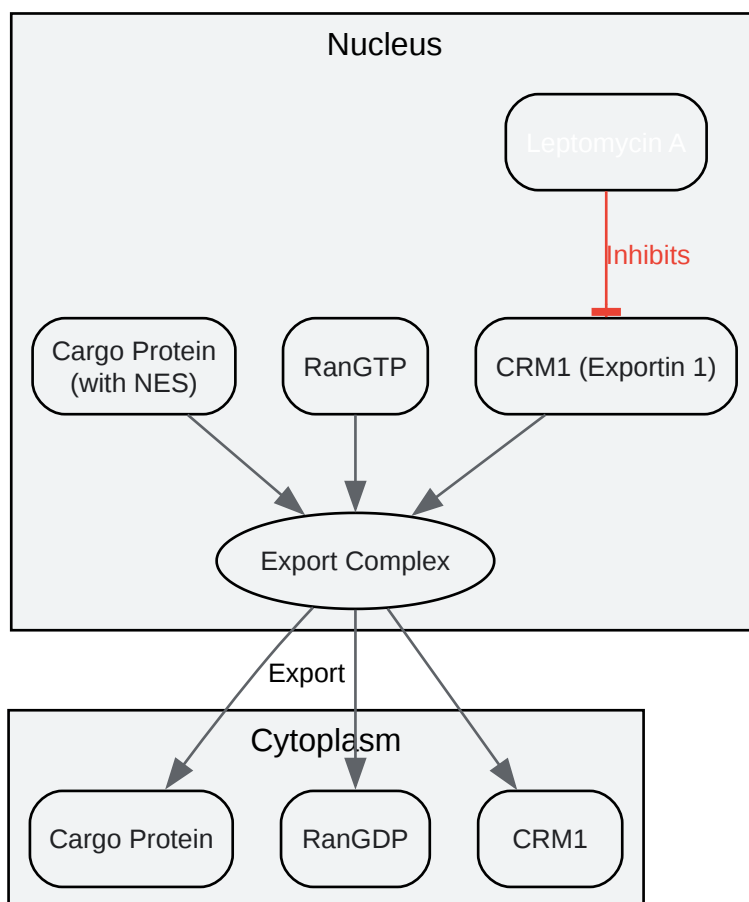 Nucleus
Leptomycin A
Inhibits
Cargo Protein
(with NES)
RanGTP
CRM1 (Exportin 1)
Export Complex
Export
Cytoplasm
Cargo Protein
RanGDP
CRM1